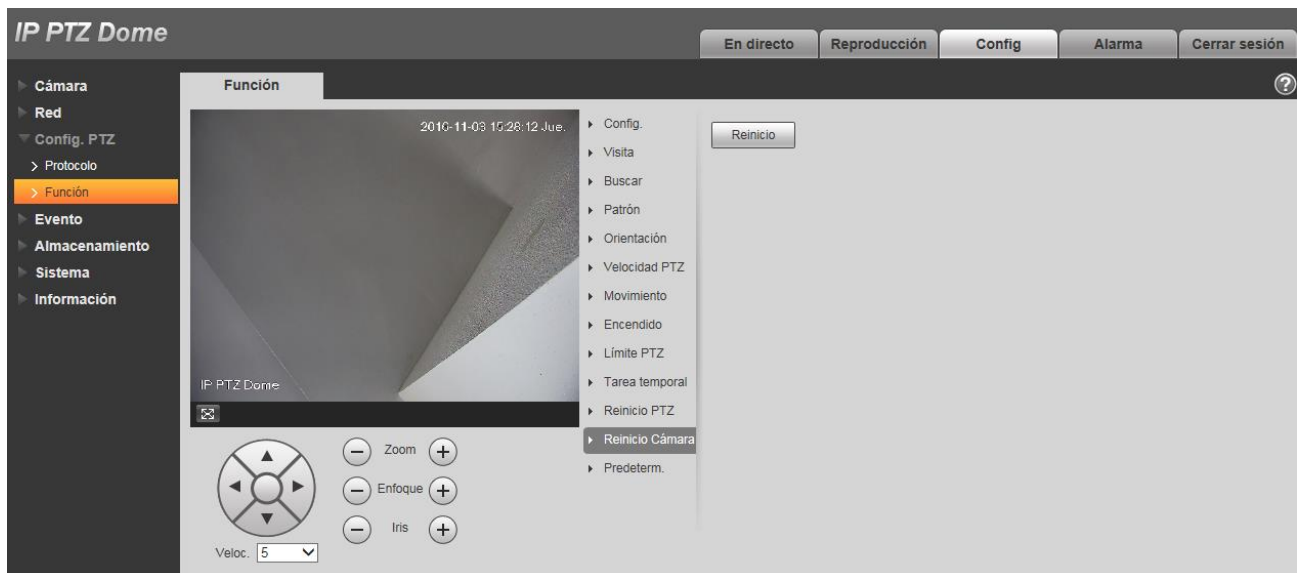 IP PTZ Dome
En directo
Reproducción
Config
Alarma
Cerrar sesión
Cámara
Red
Config. PTZ
Protocolo
Función
Evento
Almacenamiento
Sistema
Información
Función
?
2016-11-03 15:28:12 Jue.
IP PTZ Dome
Zoom
Enfoque
Iris
Veloc. 5
Config.
Visita
Buscar
Patrón
Orientación
Velocidad PTZ
Movimiento
Encendido
Límite PTZ
Tarea temporal
Reinicio PTZ
Reinicio Cámara
Predeterm.
Reinicio